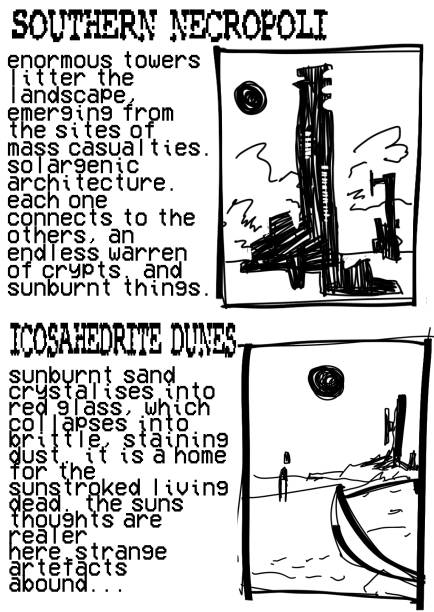 SOUTHERN NECROPOLI
enormous towers
litter the
landscape,
emerging from
the sites of
mass casualties.
solargenic
architecture.
each one
connects to the
others, an
endless warren
of crypts. and
sunburnt things.
ICOSAHEDRITE DUNES
sunburnt sand
crystalises into
red glass, which
collapses into
brittle, staining
dust. it is a home
for the
sunstroked living
dead. the suns
thoughts are
realer
here.strange
artefacts
abound...